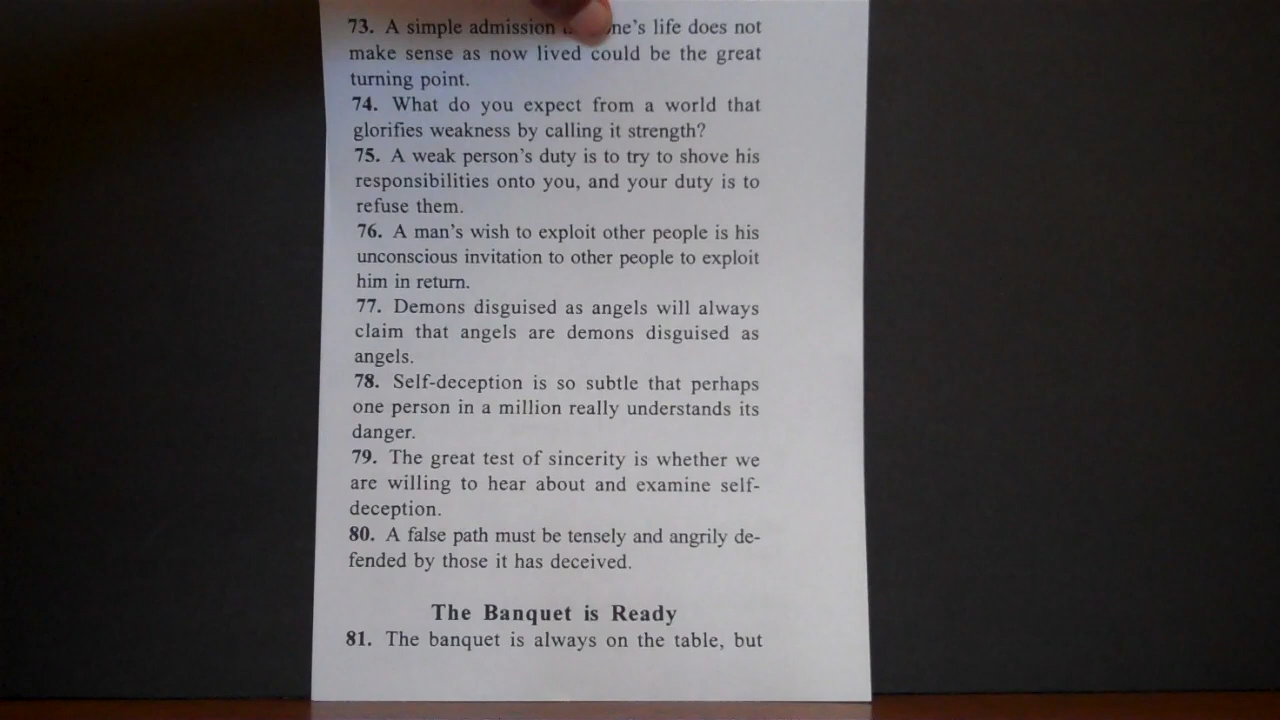 73. A simple admission one's life does not
make sense as now lived could be the great
turning point.
74. What do you expect from a world that
glorifies weakness by calling it strength?
75. A weak person's duty is to try to shove his
responsibilities onto you, and your duty is to
refuse them.
76. A man's wish to exploit other people is his
unconscious invitation to other people to exploit
him in return.
77. Demons disguised as angels will always
claim that angels are demons disguised as
angels.
78. Self-deception is so subtle that perhaps
one person in a million really understands its
danger.
79. The great test of sincerity is whether we
are willing to hear about and examine self-
deception.
80. A false path must be tensely and angrily de-
fended by those it has deceived.
The Banquet is Ready
81. The banquet is always on the table, but